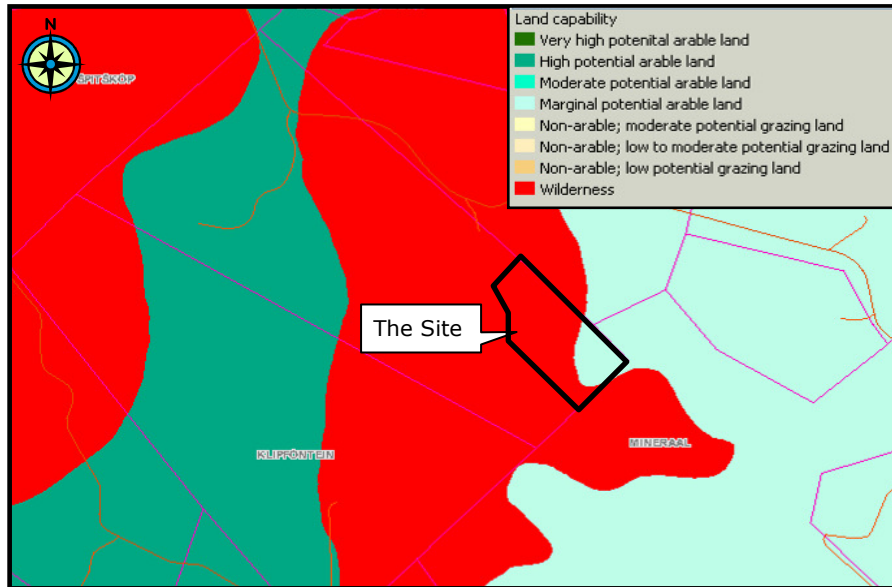 N
SPITSKOP
Land capability
Very high potenital arable land
High potential arable land
Moderate potential arable land
Marginal potential arable land
Non-arable; moderate potential grazing land
Non-arable; low to moderate potential grazing land
Non-arable; low potential grazing land
Wilderness
The Site
KLIPFONTEIN
MINERAAL